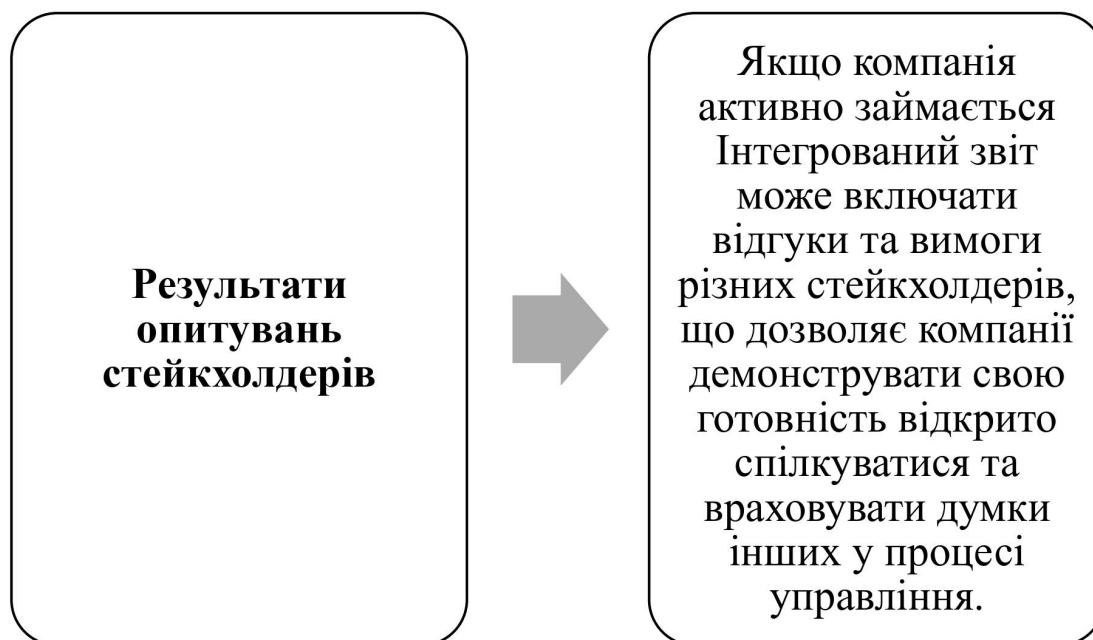 Результати
опитувань
стейкхолдерів
Якщо компанія
активно займається
Інтегрований звіт
може включати
відгуки та вимоги
різних стейкхолдерів,
що дозволяє компанії
демонструвати свою
готовність відкрито
спілкуватися та
враховувати думки
інших у процесі
управління.